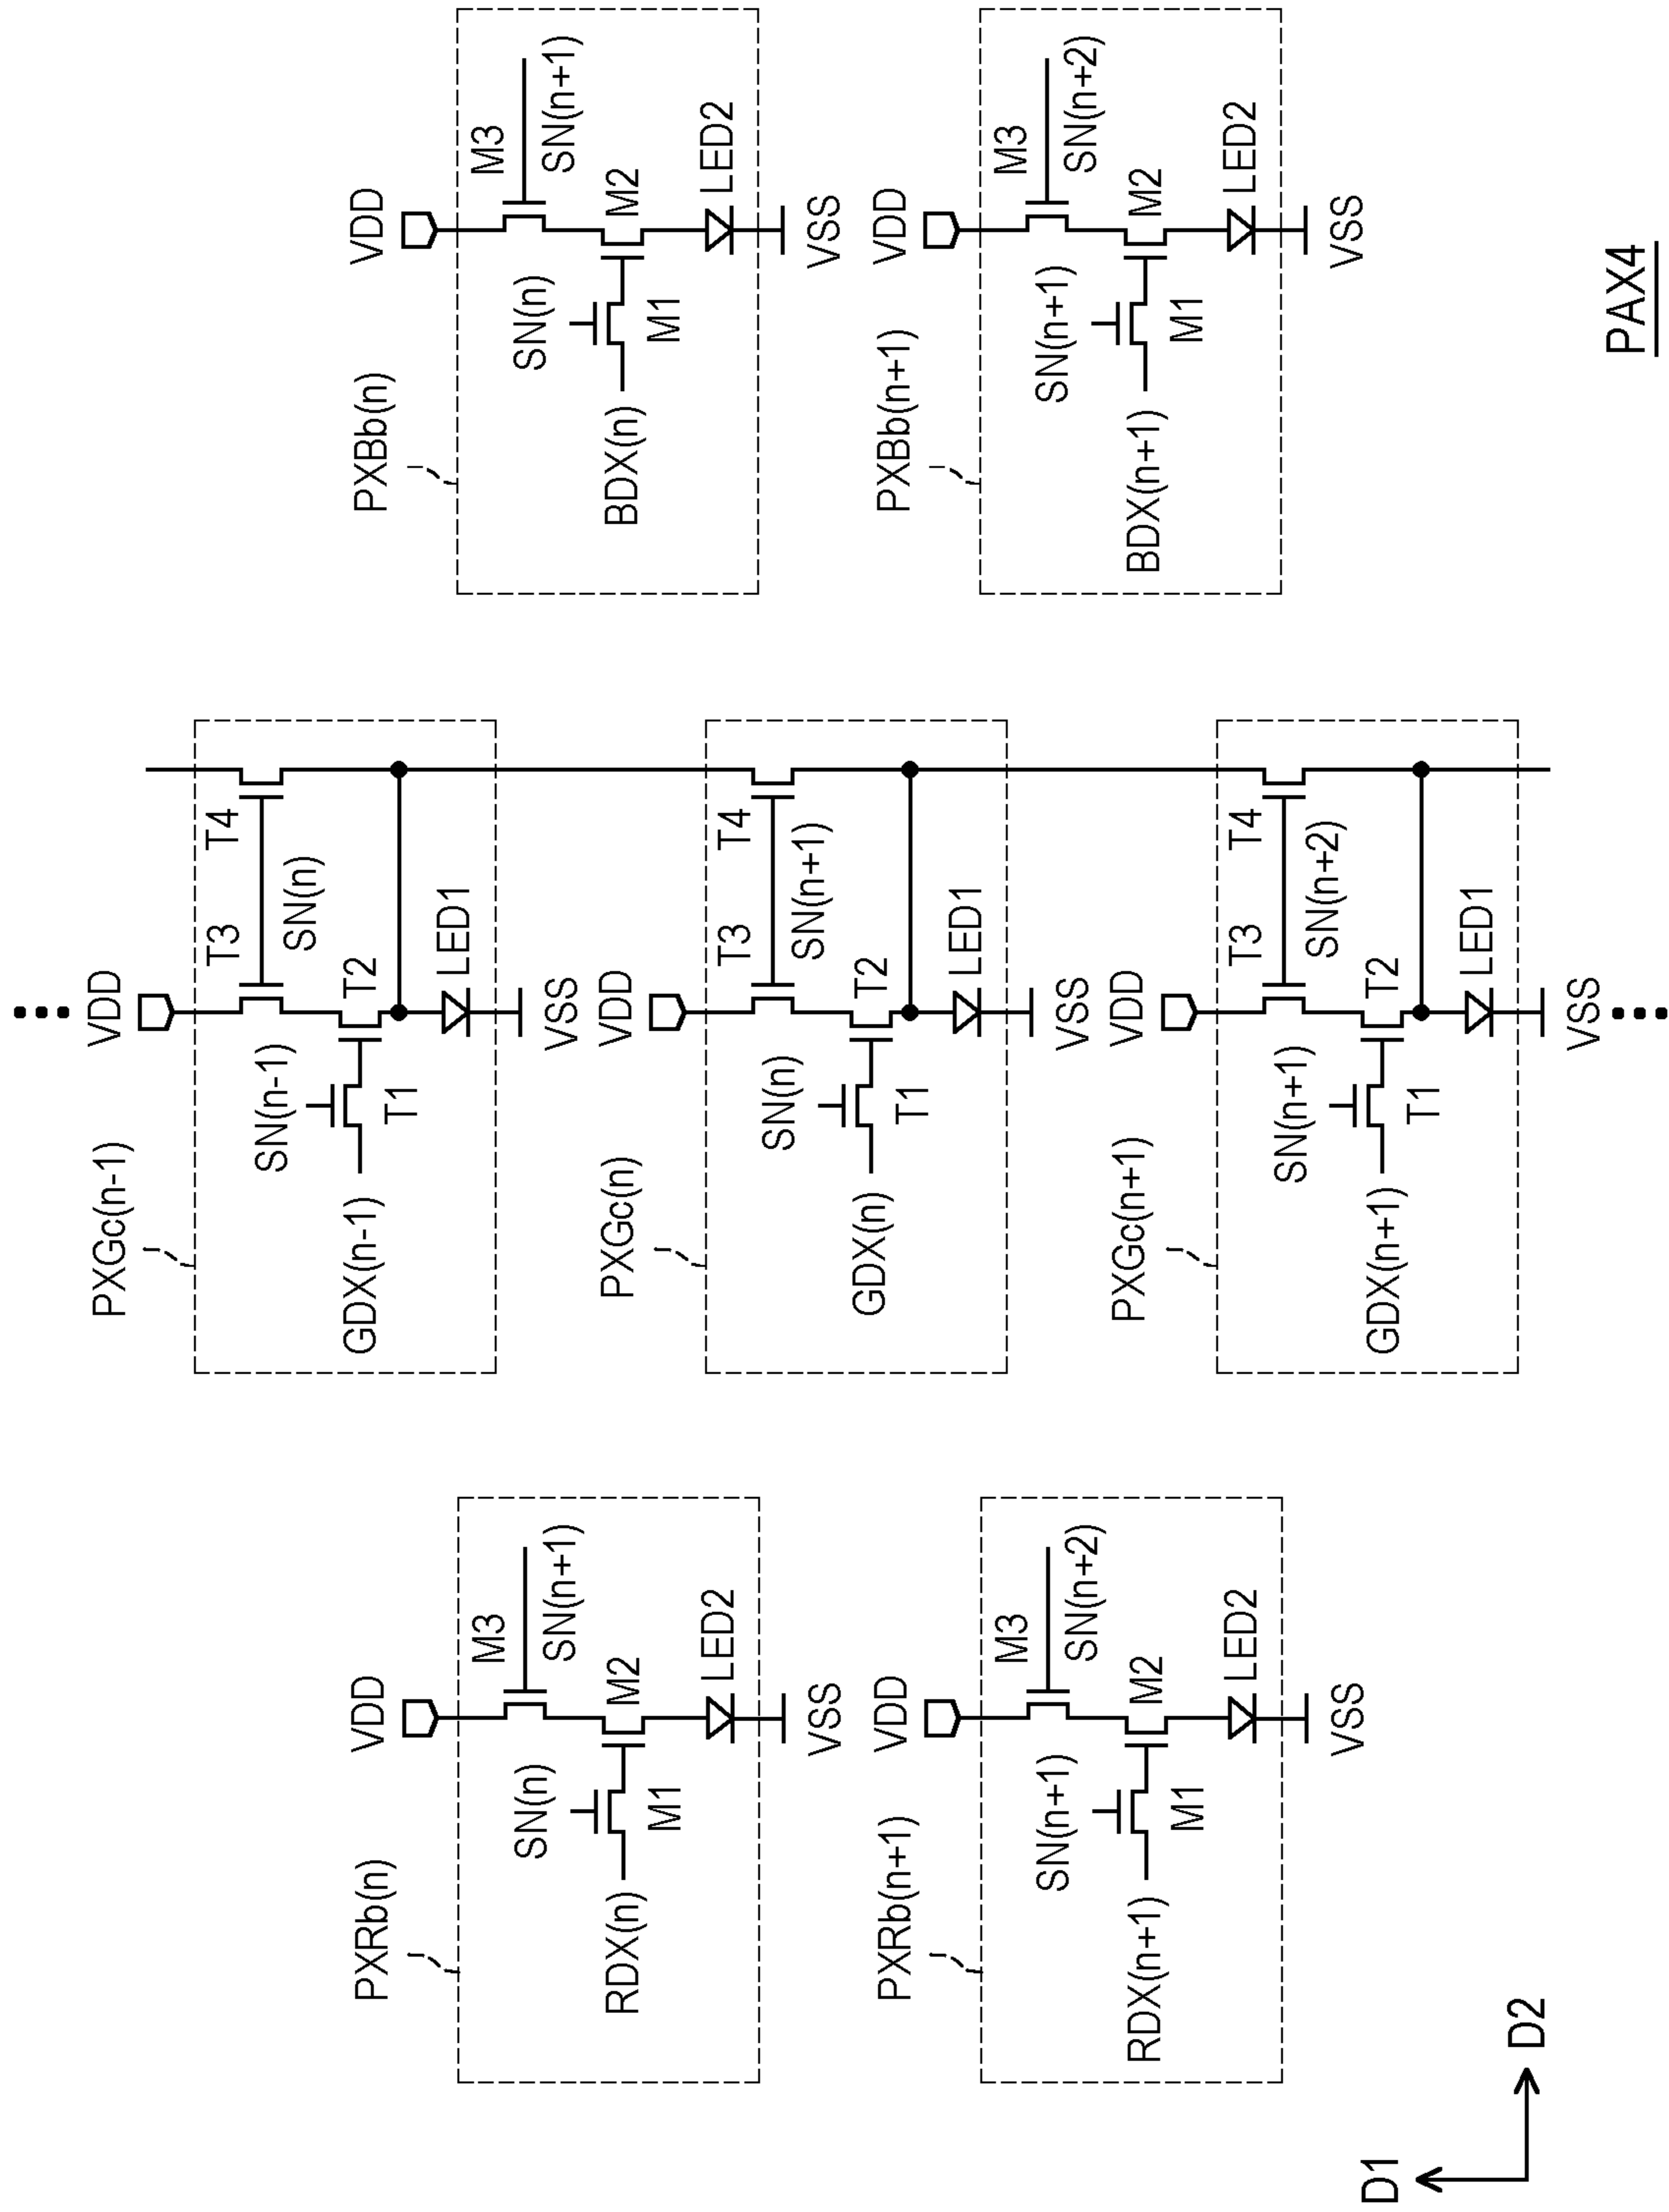 PXRb(n)
VDD
M3
SN(n+1)
SN(n)
M2
RDX(n)
M1
LED2
VSS
PXRb(n+1)
VDD
M3
SN(n+2)
SN(n+1)
M2
RDX(n+1)
M1
LED2
VSS
PXGc(n-1)
VDD
T3
T4
SN(n)
SN(n-1)
T2
GDX(n-1)
T1
LED1
VSS
PXGc(n)
VDD
T3
T4
SN(n+1)
SN(n)
T2
GDX(n)
T1
LED1
VSS
PXGc(n+1)
VDD
T3
T4
SN(n+2)
SN(n+1)
T2
GDX(n+1)
T1
LED1
VSS
PXBb(n)
VDD
M3
SN(n+1)
SN(n)
M2
BDX(n)
M1
LED2
VSS
PXBb(n+1)
VDD
M3
SN(n+2)
SN(n+1)
M2
BDX(n+1)
M1
LED2
VSS
D1
D2
PAX4